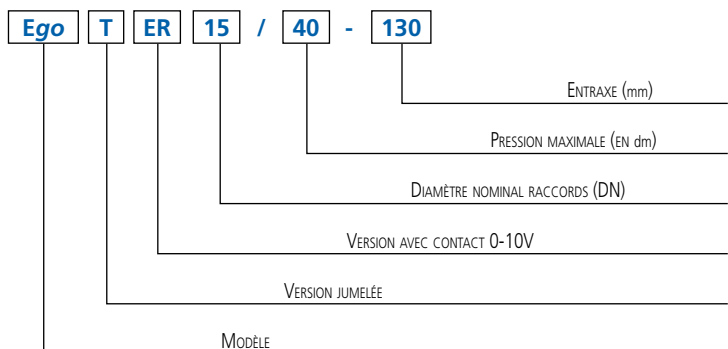 Ego T ER 15 / 40 - 130
Entraxe (mm)
Pression maximale (en dm)
Diamètre nominal raccords (DN)
Version avec contact 0-10V
Version jumelée
Modèle